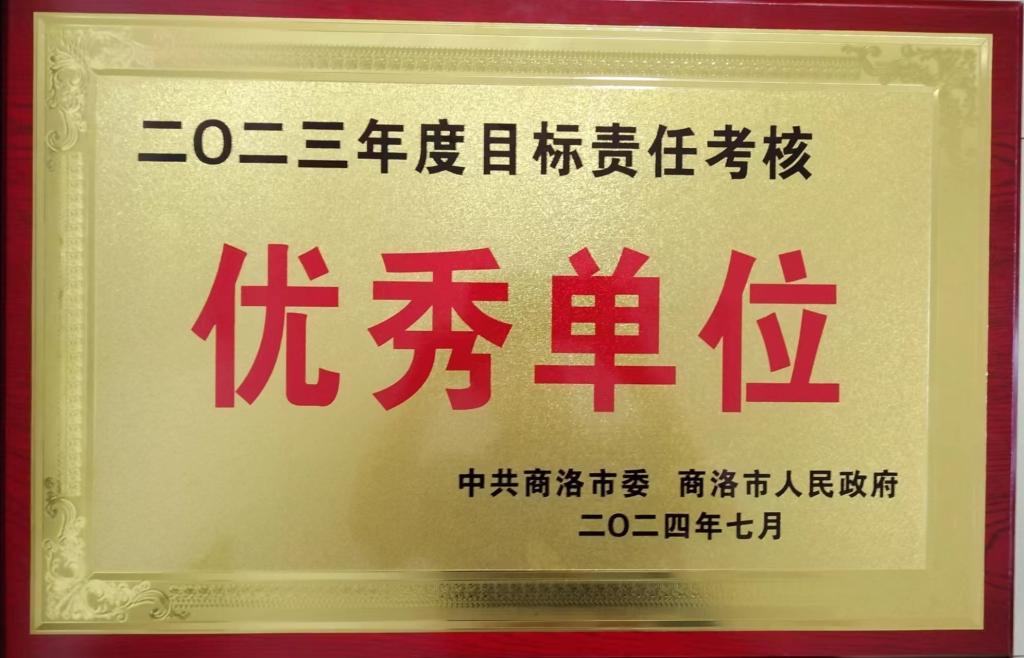 二〇二三年度目标责任考核
优秀单位
中共商洛市委 商洛市人民政府
二〇二四年七月